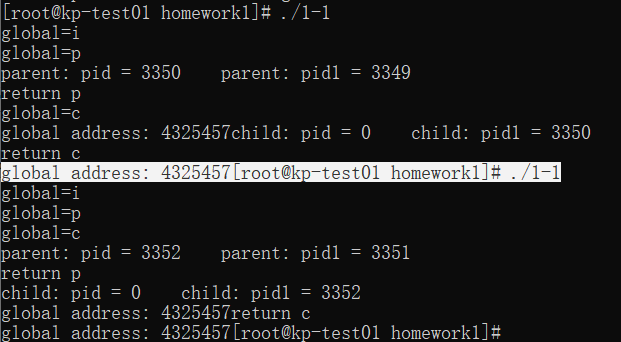 [root@kp-test01 homework1]# ./1-1
global=i
global=p
parent: pid = 3350    parent: pid1 = 3349
return p
global=c
global address: 4325457child: pid = 0    child: pid1 = 3350
return c
global address: 4325457[root@kp-test01 homework1]# ./1-1
global=i
global=p
global=c
parent: pid = 3352    parent: pid1 = 3351
return p
child: pid = 0    child: pid1 = 3352
global address: 4325457return c
global address: 4325457[root@kp-test01 homework1]#